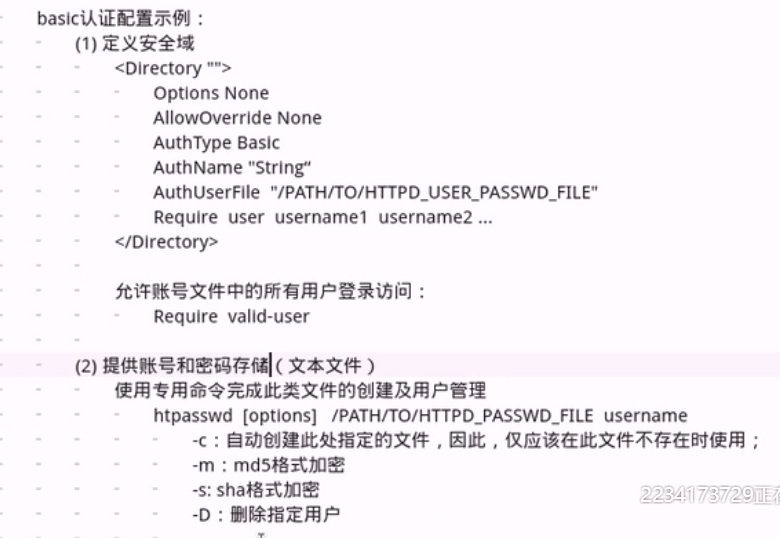 basic认证配置示例：
(1) 定义安全域
<Directory "">
Options None
AllowOverride None
AuthType Basic
AuthName "String“
AuthUserFile "/PATH/TO/HTTPD_USER_PASSWD_FILE"
Require user username1 username2 ...
</Directory>
允许账号文件中的所有用户登录访问：
Require valid-user
(2) 提供账号和密码存储（文本文件）
使用专用命令完成此类文件的创建及用户管理
htpasswd [options] /PATH/TO/HTTPD_PASSWD_FILE username
-c：自动创建此处指定的文件，因此，仅应该在此文件不存在时使用；
-m：md5格式加密
-s: sha格式加密
-D：删除指定用户
2234173729正在